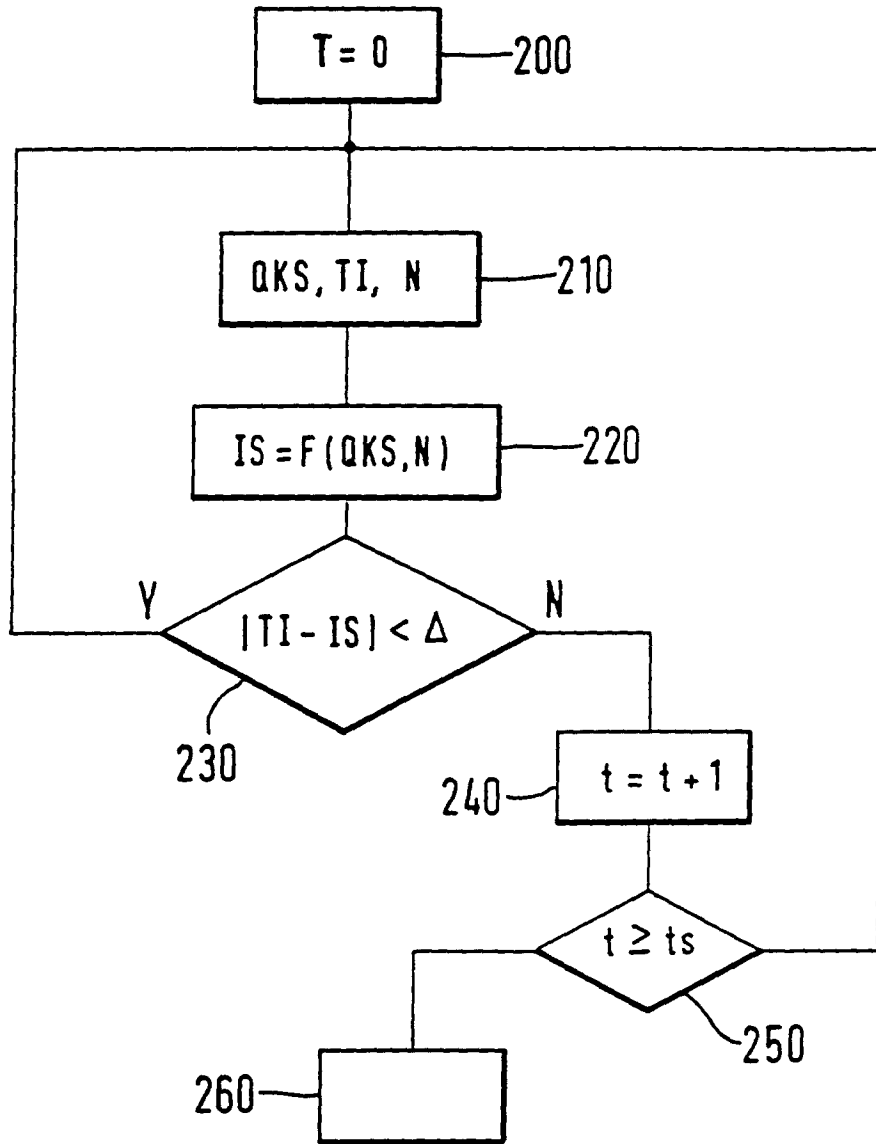 T = 0
200
QKS, TI, N
210
IS = F(QKS,N)
220
Y
|TI - IS| < Δ
N
230
240
t = t + 1
t ≥ ts
250
260